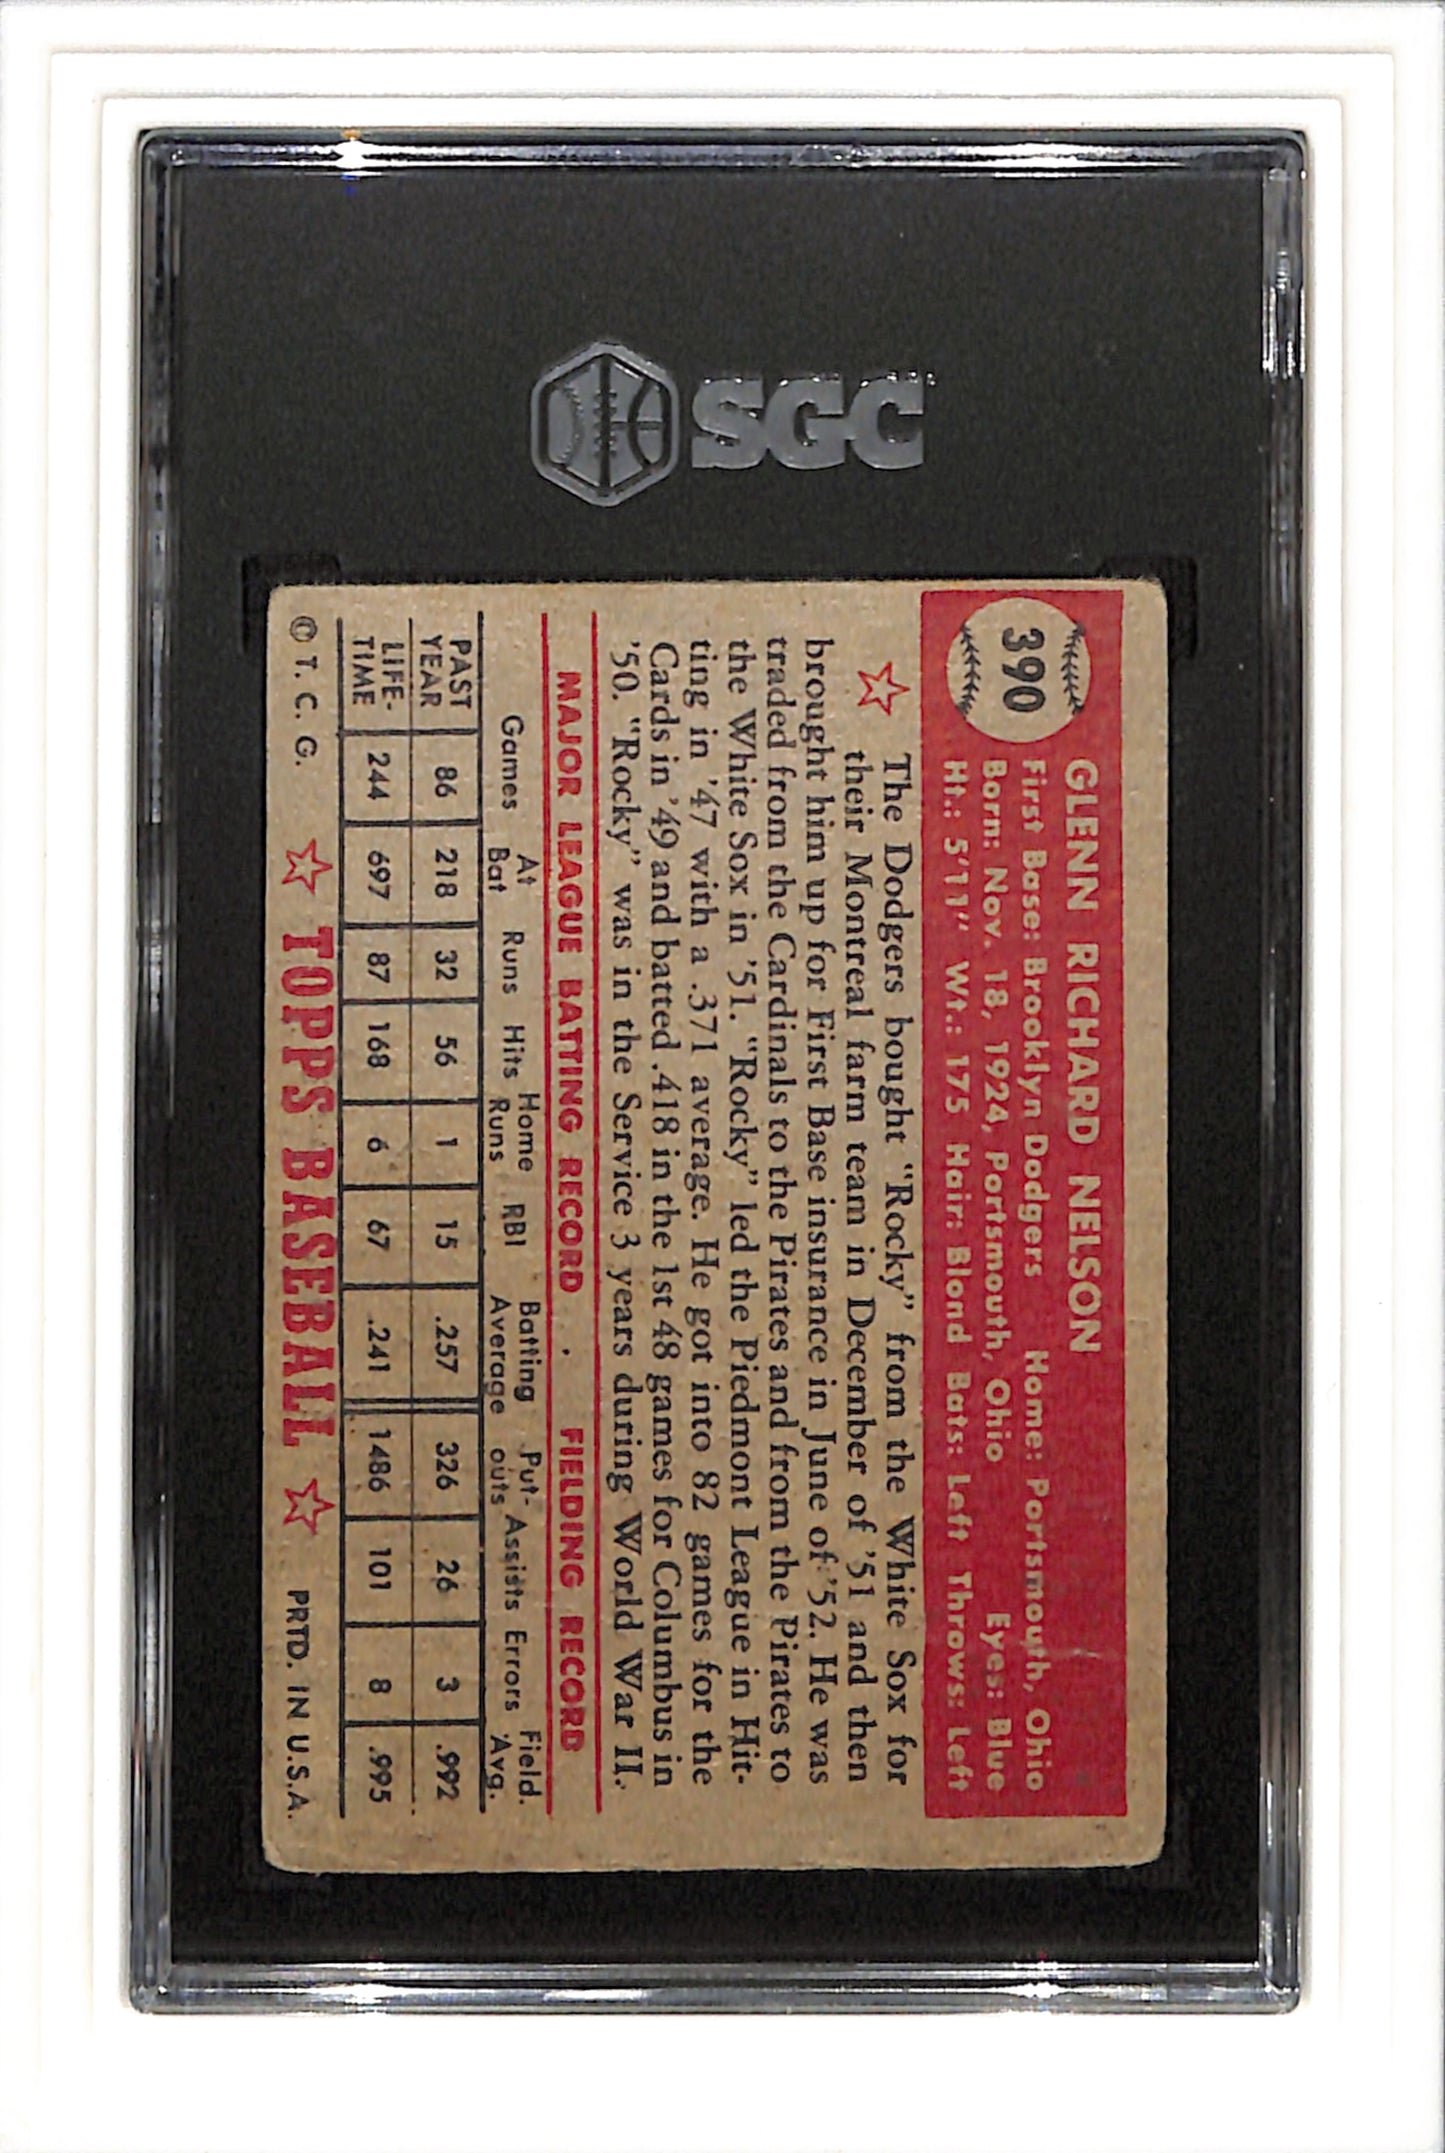 SGC
390
GLENN RICHARD NELSON
First Base: Brooklyn Dodgers Home: Portsmouth, Ohio
Born: Nov. 18, 1924, Portsmouth, Ohio Eyes: Blue
Ht.: 5'11" Wt.: 175 Hair: Blond Bats: Left Throws: Left
The Dodgers bought "Rocky" from the White Sox for
their Montreal farm team in December of '51 and then
brought him up for First Base insurance in June of '52. He was
traded from the Cardinals to the Pirates and from the Pirates to
the White Sox in '51. "Rocky" led the Piedmont League in Hit-
ting in '47 with a .371 average. He got into 82 games for the
Cards in '49 and batted .418 in the 1st 48 games for Columbus in
'50. "Rocky" was in the Service 3 years during World War II.
MAJOR LEAGUE BATTING RECORD . FIELDING RECORD
Games At Bat Runs Hits Home Runs RBI Batting Average Put-outs Assists Errors Field. Avg.
PAST YEAR 86 218 32 56 1 15 .257 326 26 3 .992
LIFE-TIME 244 697 87 168 6 67 .241 1486 101 8 .995
© T. C. G. TOPPS BASEBALL PRTD. IN U.S.A.